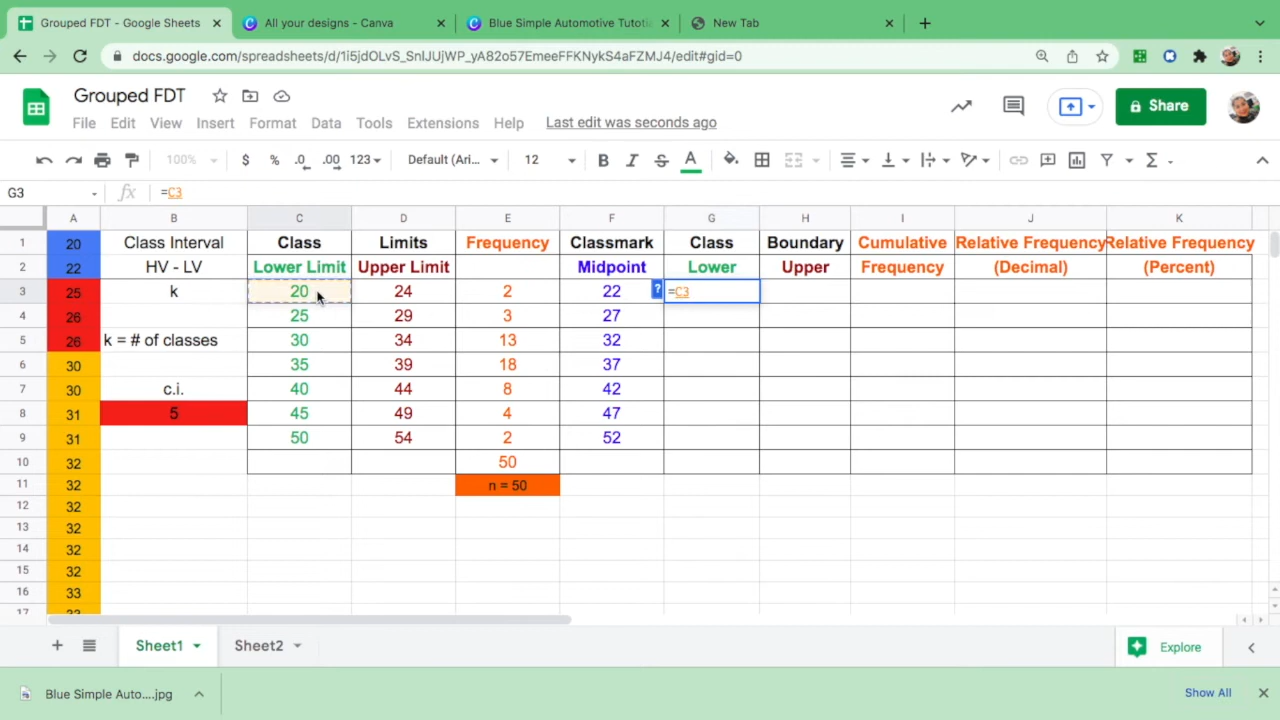 Grouped FDT - Google Sheets
All your designs - Canva
Blue Simple Automotive Tutoti
New Tab
docs.google.com/spreadsheets/d/1i5jdOLvS_SnlJUjWP_yA82o57EmeeFFKNykS4aFZMJ4/edit#gid=0
Grouped FDT
Share
File Edit View Insert Format Data Tools Extensions Help Last edit was seconds ago
100% $ % .0 .00 123 Default (Ari... 12 B I S A
G3 fx =C3
A B C D E F G H I J K
1 20 Class Interval Class Limits Frequency Classmark Class Boundary Cumulative Relative Frequency Relative Frequency
2 22 HV - LV Lower Limit Upper Limit Midpoint Lower Upper Frequency (Decimal) (Percent)
3 25 k 20 24 2 22 ? =C3
4 26 25 29 3 27
5 26 k = # of classes 30 34 13 32
6 30 35 39 18 37
7 30 c.i. 40 44 8 42
8 31 5 45 49 4 47
9 31 50 54 2 52
10 32 50
11 32 n = 50
12 32
13 32
14 32
15 32
16 33
17 33
Sheet1 Sheet2 Explore
Blue Simple Auto....jpg Show All